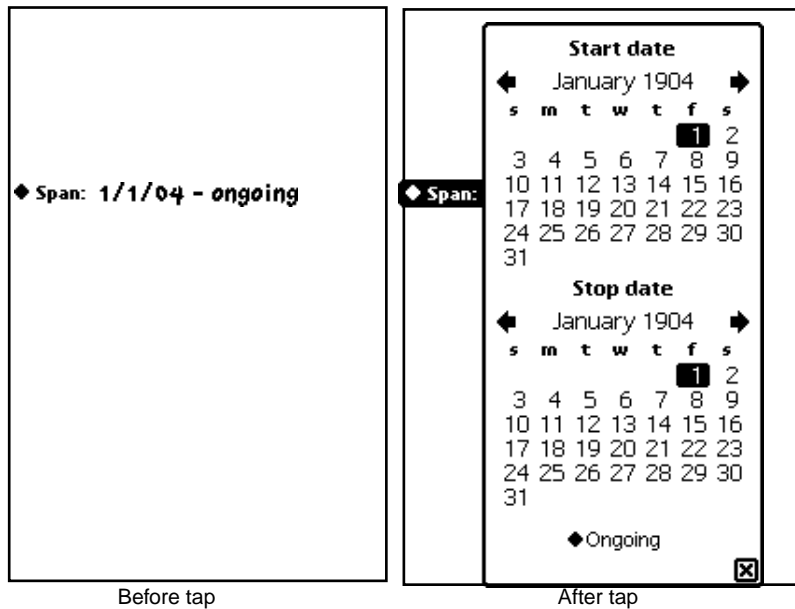 ◆ Span: 1/1/04 – ongoing
Before tap
◆ Span:
Start date
January 1904
s m t w t f s
1 2
3 4 5 6 7 8 9
10 11 12 13 14 15 16
17 18 19 20 21 22 23
24 25 26 27 28 29 30
31
Stop date
January 1904
s m t w t f s
1 2
3 4 5 6 7 8 9
10 11 12 13 14 15 16
17 18 19 20 21 22 23
24 25 26 27 28 29 30
31
◆Ongoing
After tap